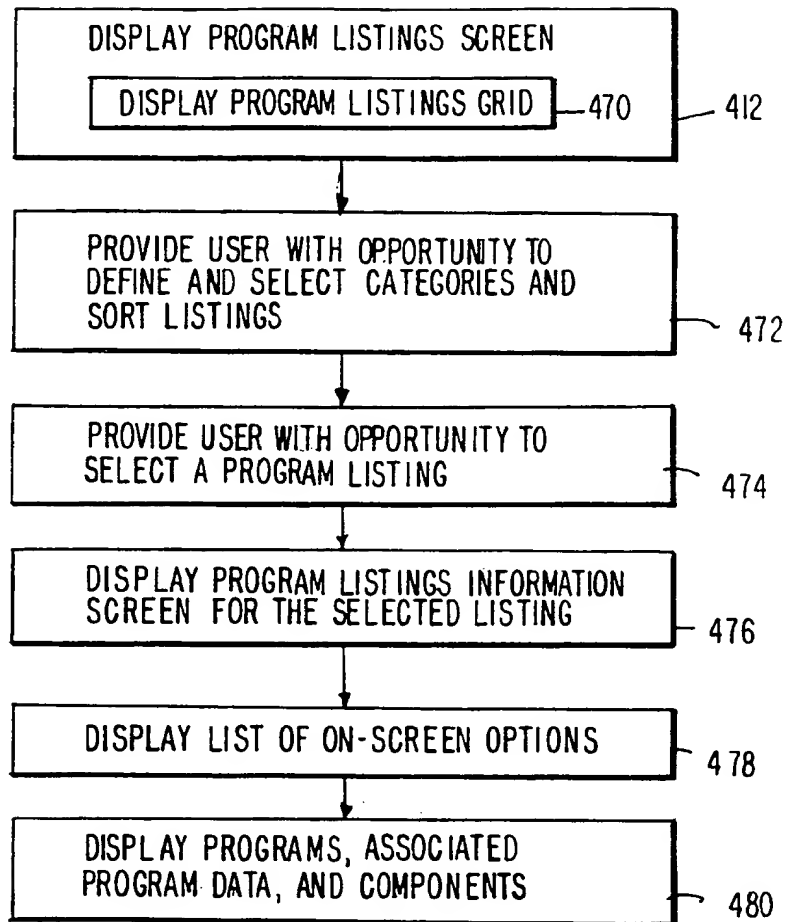 DISPLAY PROGRAM LISTINGS SCREEN
DISPLAY PROGRAM LISTINGS GRID
470
412
PROVIDE USER WITH OPPORTUNITY TO
DEFINE AND SELECT CATEGORIES AND
SORT LISTINGS
472
PROVIDE USER WITH OPPORTUNITY TO
SELECT A PROGRAM LISTING
474
DISPLAY PROGRAM LISTINGS INFORMATION
SCREEN FOR THE SELECTED LISTING
476
DISPLAY LIST OF ON-SCREEN OPTIONS
478
DISPLAY PROGRAMS, ASSOCIATED
PROGRAM DATA, AND COMPONENTS
480